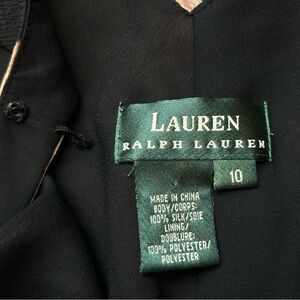 LAUREN
RALPH LAUREN
10
MADE IN CHINA
BODY/CORPS:
100% SILK/SOIE
LINING/
DOUBLURE:
100% POLYESTER/
POLYESTER